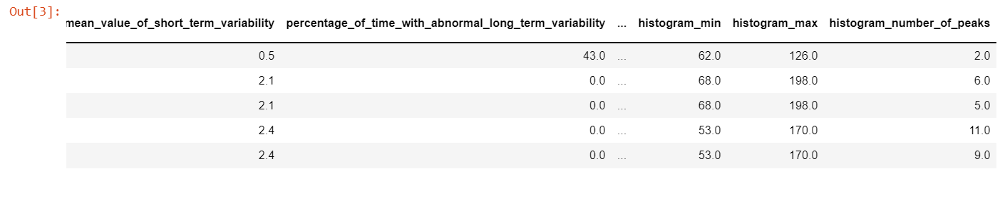 Out[3]:
mean_value_of_short_term_variability percentage_of_time_with_abnormal_long_term_variability ... histogram_min histogram_max histogram_number_of_peaks
0.5 43.0 ... 62.0 126.0 2.0
2.1 0.0 ... 68.0 198.0 6.0
2.1 0.0 ... 68.0 198.0 5.0
2.4 0.0 ... 53.0 170.0 11.0
2.4 0.0 ... 53.0 170.0 9.0